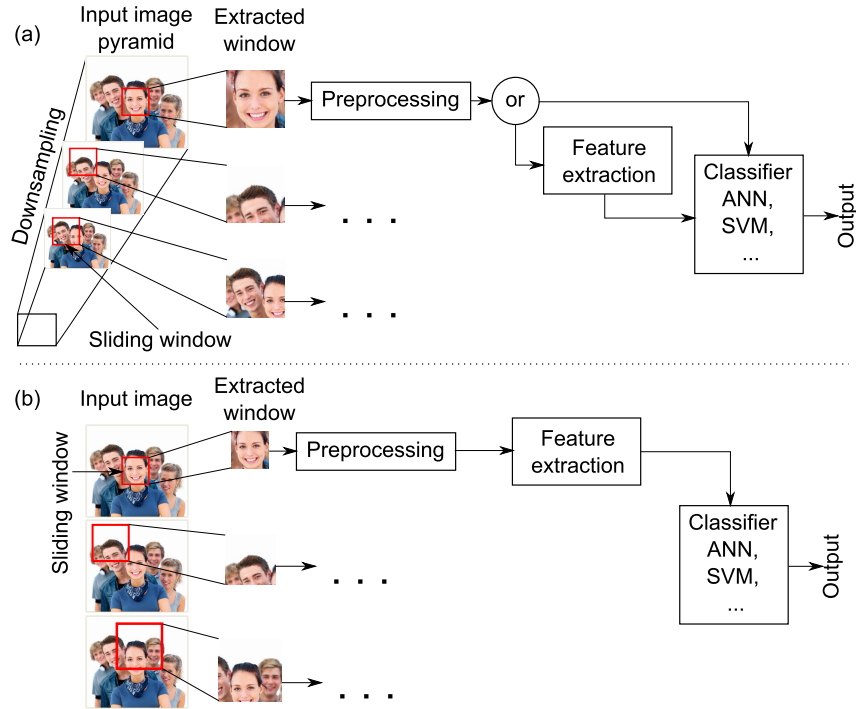 (a)
Input image
pyramid
Extracted
window
Downsampling
Preprocessing
or
Feature
extraction
Classifier
ANN,
SVM,
...
Output
. . .
. . .
Sliding window
(b)
Input image
Extracted
window
Sliding window
Preprocessing
Feature
extraction
Classifier
ANN,
SVM,
...
Output
. . .
. . .